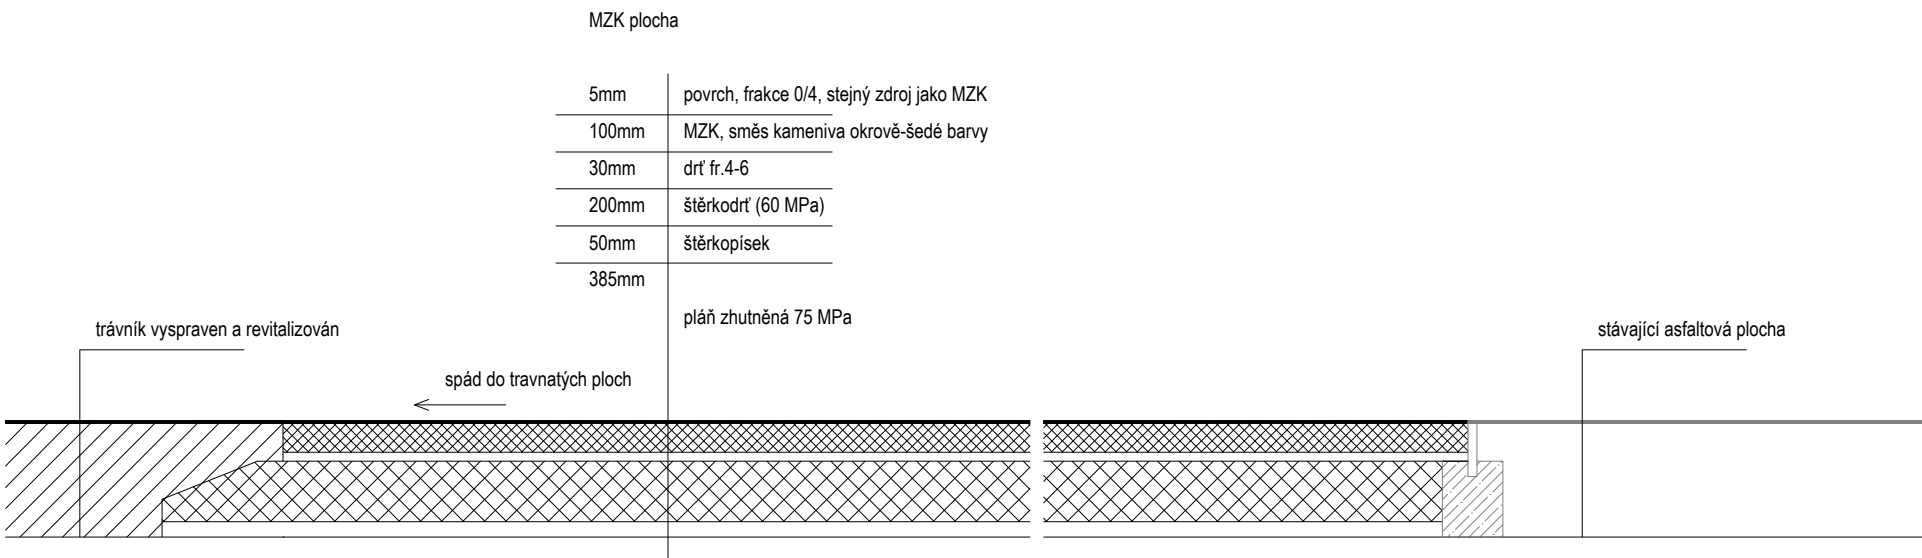 MZK plocha
5mm povrch, frakce 0/4, stejný zdroj jako MZK
100mm MZK, směs kameniva okrově-šedé barvy
30mm drť fr.4-6
200mm štěrkodrť (60 MPa)
50mm štěrkopísek
385mm
pláň zhutněná 75 MPa
trávník vyspraven a revitalizován
stávající asfaltová plocha
spád do travnatých ploch